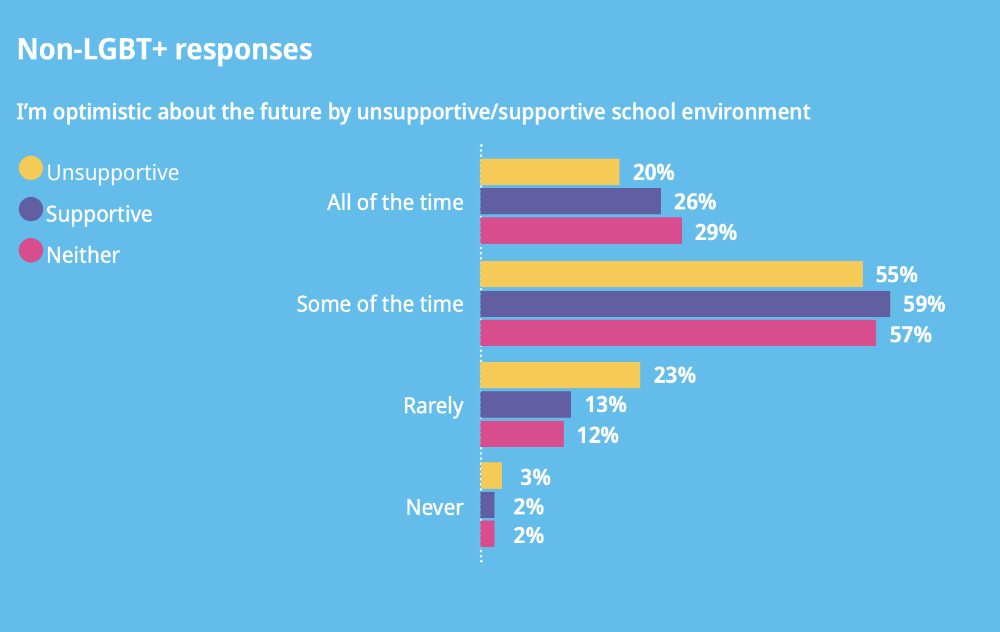 Non-LGBT+ responses
I’m optimistic about the future by unsupportive/supportive school environment
Unsupportive
Supportive
Neither
All of the time
20%
26%
29%
Some of the time
55%
59%
57%
Rarely
23%
13%
12%
Never
3%
2%
2%